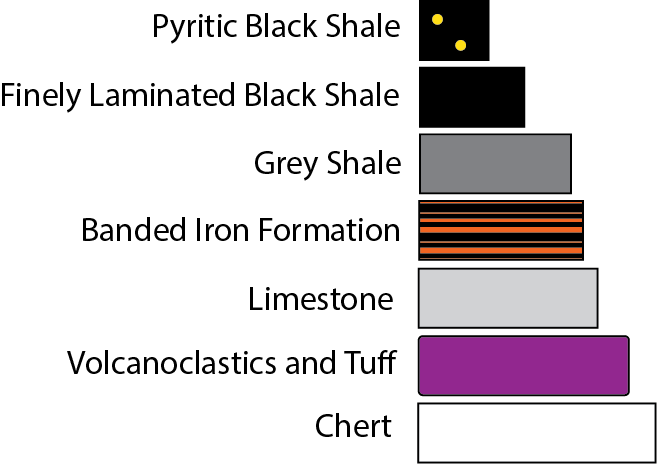 Pyritic Black Shale
Finely Laminated Black Shale
Grey Shale
Banded Iron Formation
Limestone
Volcanoclastics and Tuff
Chert